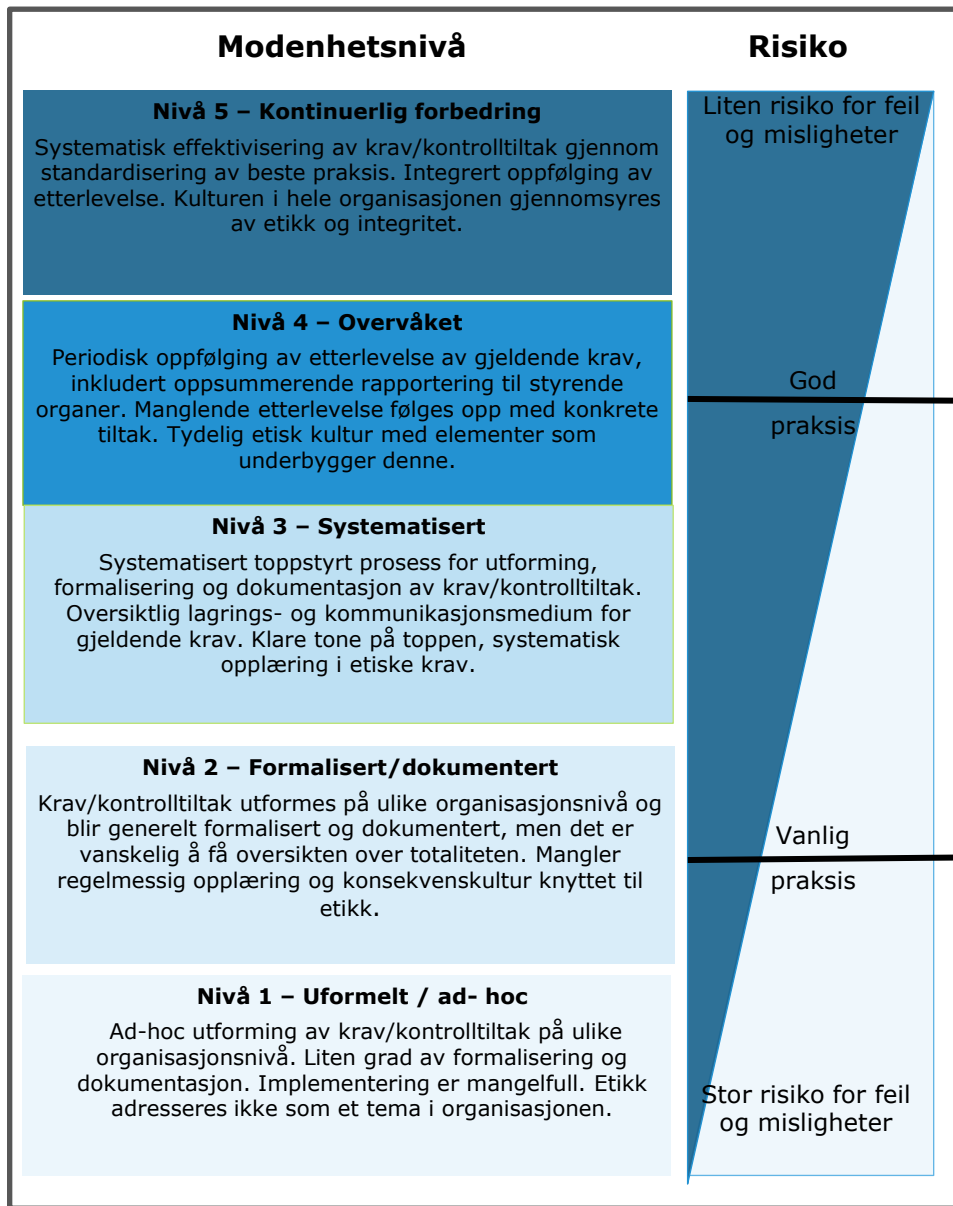 Modenhetsnivå
Nivå 5 – Kontinuerlig forbedring
Systematisk effektivisering av krav/kontrolltiltak gjennom
standardisering av beste praksis. Integrert oppfølging av
etterlevelse. Kulturen i hele organisasjonen gjennomsyres
av etikk og integritet.
Nivå 4 – Overvåket
Periodisk oppfølging av etterlevelse av gjeldende krav,
inkludert oppsummerende rapportering til styrende
organer. Manglende etterlevelse følges opp med konkrete
tiltak. Tydelig etisk kultur med elementer som
underbygger denne.
Nivå 3 – Systematisert
Systematisert toppstyrt prosess for utforming,
formalisering og dokumentasjon av krav/kontrolltiltak.
Oversiktlig lagrings- og kommunikasjonsmedium for
gjeldende krav. Klare tone på toppen, systematisk
opplæring i etiske krav.
Nivå 2 – Formalisert/dokumentert
Krav/kontrolltiltak utformes på ulike organisasjonsnivå og
blir generelt formalisert og dokumentert, men det er
vanskelig å få oversikten over totaliteten. Mangler
regelmessig opplæring og konsekvenskultur knyttet til
etikk.
Nivå 1 – Uformelt / ad- hoc
Ad-hoc utforming av krav/kontrolltiltak på ulike
organisasjonsnivå. Liten grad av formalisering og
dokumentasjon. Implementering er mangelfull. Etikk
adresseres ikke som et tema i organisasjonen.
Risiko
Liten risiko for feil
og misligheter
God
praksis
Vanlig
praksis
Stor risiko for feil
og misligheter